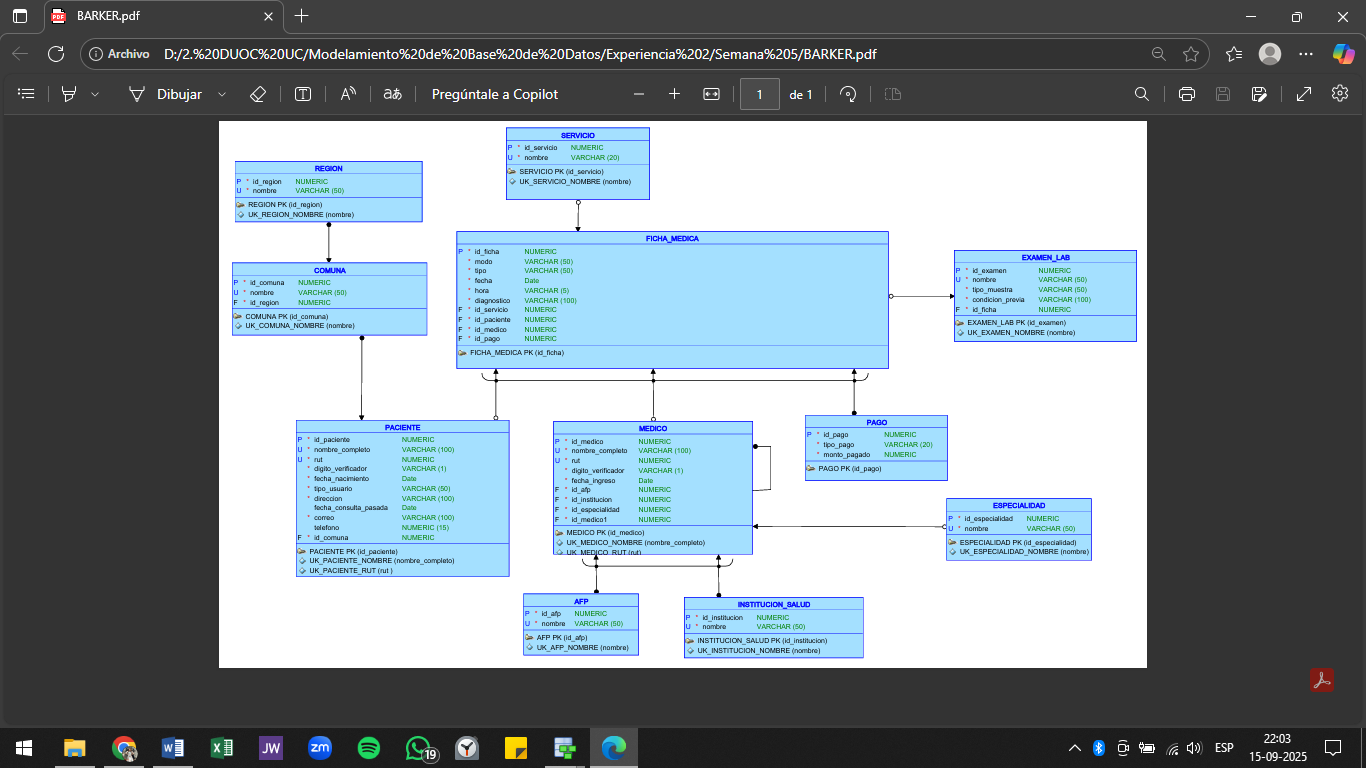 BARKER.pdf
Archivo D:/2.%20DUOC%20UC/Modelamiento%20de%20Base%20de%20Datos/Experiencia%202/Semana%205/BARKER.pdf
Dibujar aあ Pregúntale a Copilot 1 de 1
SERVICIO
P * id_servicio NUMERIC
U * nombre VARCHAR (20)
SERVICIO PK (id_servicio)
UK_SERVICIO_NOMBRE (nombre)
REGION
P * id_region NUMERIC
U * nombre VARCHAR (50)
REGION PK (id_region)
UK_REGION_NOMBRE (nombre)
COMUNA
P * id_comuna NUMERIC
U * nombre VARCHAR (50)
F * id_region NUMERIC
COMUNA PK (id_comuna)
UK_COMUNA_NOMBRE (nombre)
FICHA_MEDICA
P * id_ficha NUMERIC
* modo VARCHAR (50)
* tipo VARCHAR (50)
* fecha Date
* hora VARCHAR (5)
* diagnostico VARCHAR (100)
F * id_servicio NUMERIC
F * id_paciente NUMERIC
F * id_medico NUMERIC
F * id_pago NUMERIC
FICHA_MEDICA PK (id_ficha)
EXAMEN_LAB
P * id_examen NUMERIC
U * nombre VARCHAR (50)
* tipo_muestra VARCHAR (50)
* condicion_previa VARCHAR (100)
F * id_ficha NUMERIC
EXAMEN_LAB PK (id_examen)
UK_EXAMEN_NOMBRE (nombre)
PACIENTE
P * id_paciente NUMERIC
U * nombre_completo VARCHAR (100)
U * rut NUMERIC
* digito_verificador VARCHAR (1)
* fecha_nacimiento Date
* tipo_usuario VARCHAR (50)
* direccion VARCHAR (100)
fecha_consulta_pasada Date
* correo VARCHAR (100)
telefono NUMERIC (15)
F * id_comuna NUMERIC
PACIENTE PK (id_paciente)
UK_PACIENTE_NOMBRE (nombre_completo)
UK_PACIENTE_RUT (rut )
MEDICO
P * id_medico NUMERIC
U * nombre_completo VARCHAR (100)
U * rut NUMERIC
* digito_verificador VARCHAR (1)
* fecha_ingreso Date
F * id_afp NUMERIC
F * id_institucion NUMERIC
F * id_especialidad NUMERIC
F * id_medico1 NUMERIC
MEDICO PK (id_medico)
UK_MEDICO_NOMBRE (nombre_completo)
UK_MEDICO_RUT (rut)
PAGO
P * id_pago NUMERIC
* tipo_pago VARCHAR (20)
* monto_pagado NUMERIC
PAGO PK (id_pago)
ESPECIALIDAD
P * id_especialidad NUMERIC
U * nombre VARCHAR (50)
ESPECIALIDAD PK (id_especialidad)
UK_ESPECIALIDAD_NOMBRE (nombre)
AFP
P * id_afp NUMERIC
U * nombre VARCHAR (50)
AFP PK (id_afp)
UK_AFP_NOMBRE (nombre)
INSTITUCION_SALUD
P * id_institucion NUMERIC
U * nombre VARCHAR (50)
INSTITUCION_SALUD PK (id_institucion)
UK_INSTITUCION_NOMBRE (nombre)
JW zm 19 ESP 22:03
15-09-2025